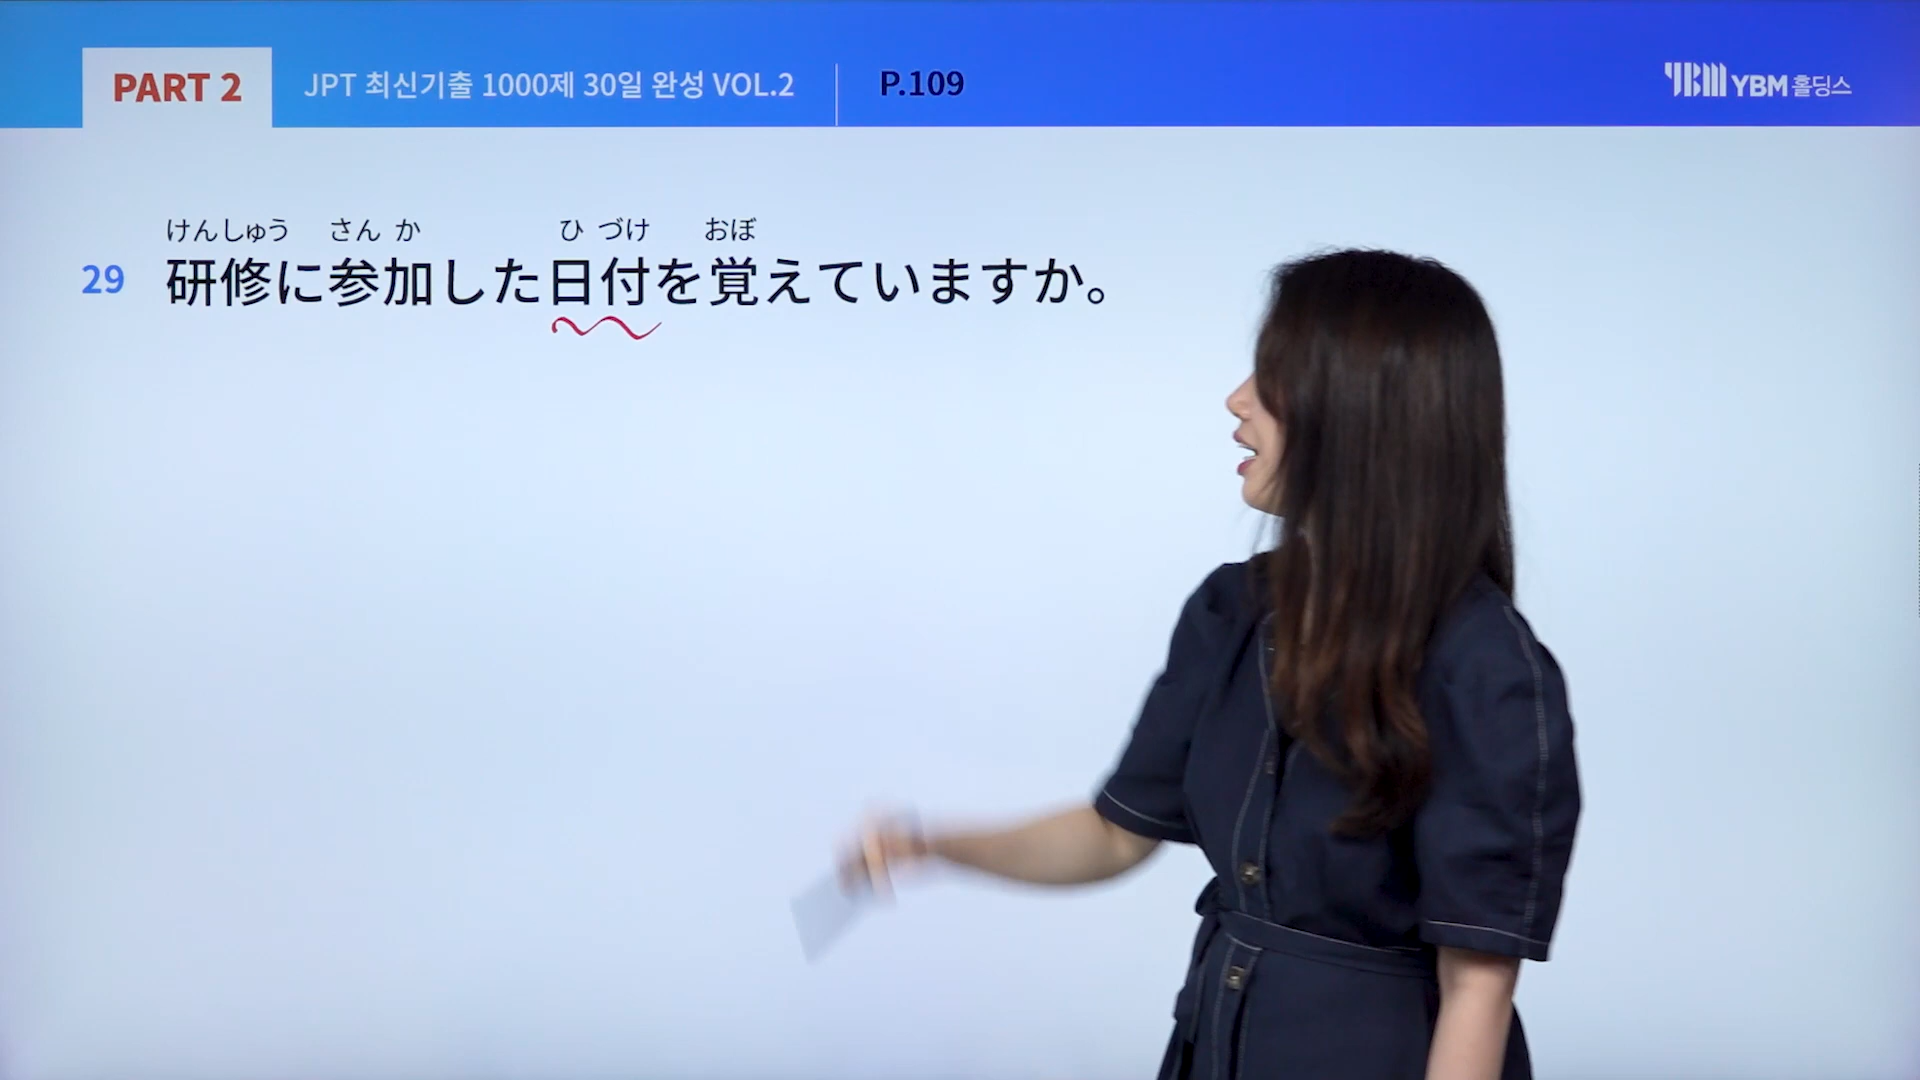 PART 2 JPT 최신기출 1000제 30일 완성 VOL.2 P.109 YBM YBM 홀딩스
けんしゅう さん か ひ づけ おぼ
29 研修に参加した日付を覚えていますか。